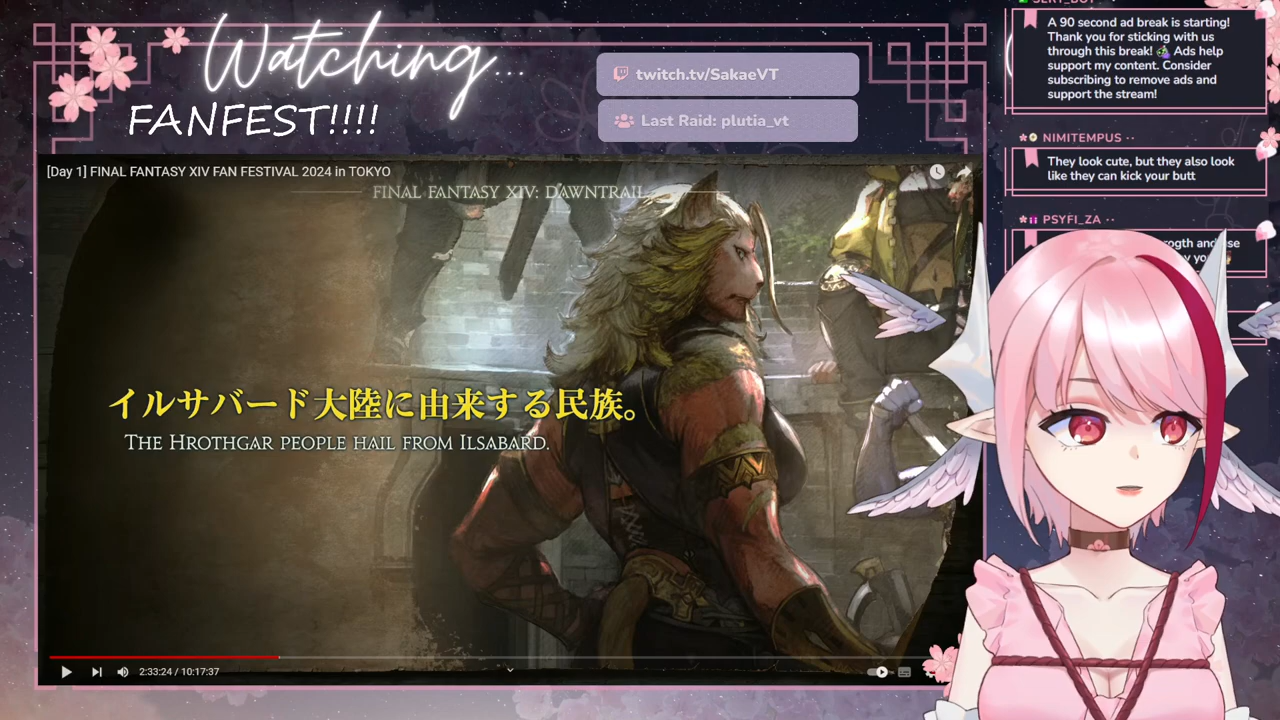 Watching...
FANFEST!!!!
twitch.tv/SakaeVT
Last Raid: plutia_vt
[Day 1] FINAL FANTASY XIV FAN FESTIVAL 2024 in TOKYO
FINAL FANTASY XIV: DAWNTRAIL
イルサバード大陸に由来する民族。
THE HROTHGAR PEOPLE HAIL FROM ILSABARD.
2:33:24 / 10:17:37
A 90 second ad break is starting!
Thank you for sticking with us
through this break! Ads help
support my content. Consider
subscribing to remove ads and
support the stream!
NIMITEMPUS
They look cute, but they also look
like they can kick your butt
PSYFI_ZA